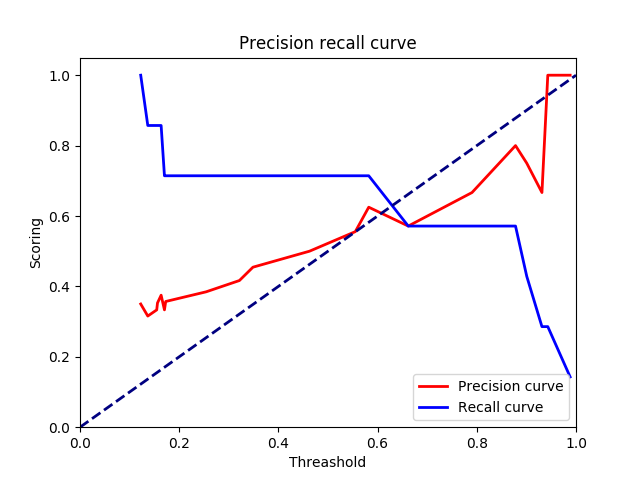 Precision recall curve
1.0
0.8
0.6
0.4
0.2
0.0
Scoring
0.0 0.2 0.4 0.6 0.8 1.0
Threashold
Precision curve
Recall curve